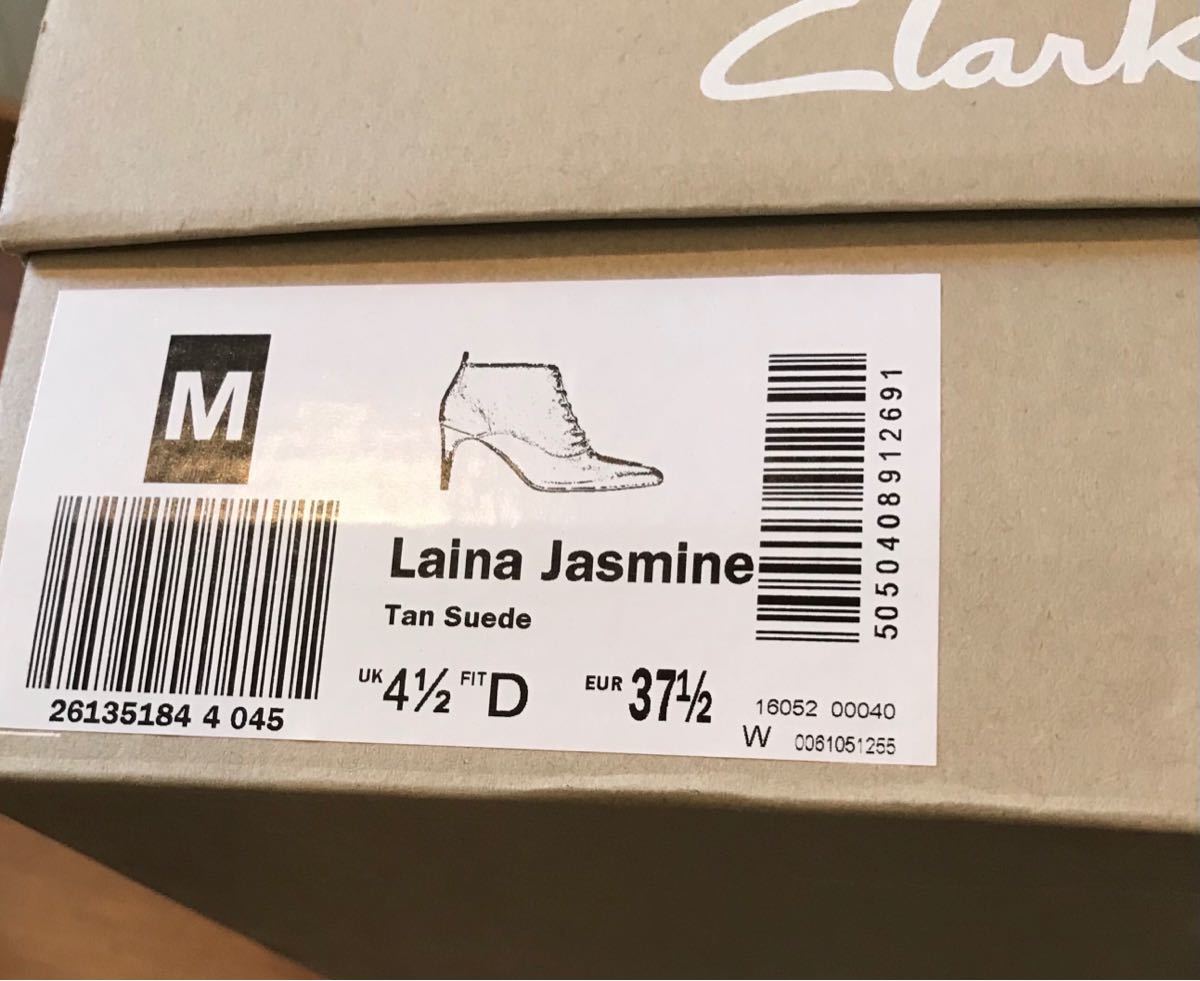 Clark
M
Laina Jasmine
Tan Suede
UK 4½ FIT D EUR 37½
26135184 4 045
5050408912691
16052 00040
W 0061051255